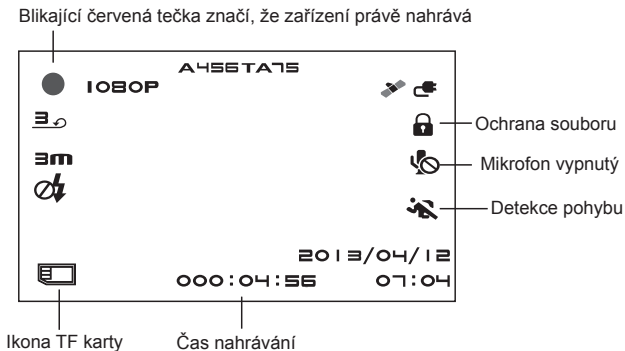 Blikající červená tečka značí, že zařízení právě nahrává
A456TA75
1080P
3
Ochrana souboru
3m
Mikrofon vypnutý
Detekce pohybu
2013/04/12
000:04:56 07:04
Ikona TF karty Čas nahrávání